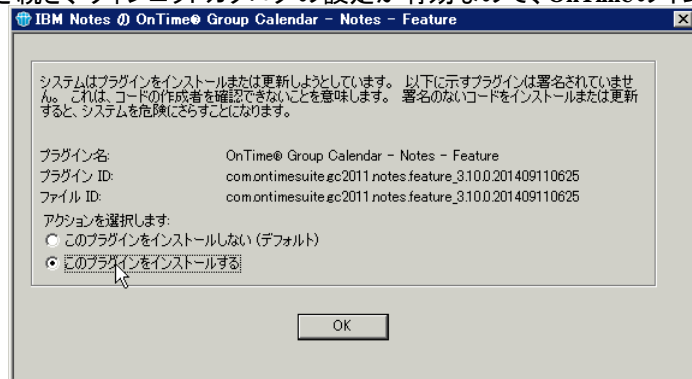 IBM Notes の OnTime® Group Calendar - Notes - Feature
システムはプラグインをインストールまたは更新しようとしています。 以下に示すプラグインは署名されていませ
ん。 これは、コードの作成者を確認できないことを意味します。 署名のないコードをインストールまたは更新
すると、システムを危険にさらすことになります。
プラグイン名: OnTime® Group Calendar - Notes - Feature
プラグイン ID: com.ontimesuite.gc2011.notes.feature_3.10.0.201409110625
ファイル ID: com.ontimesuite.gc2011.notes.feature_3.10.0.201409110625
アクションを選択します:
このプラグインをインストールしない (デフォルト)
このプラグインをインストールする
OK